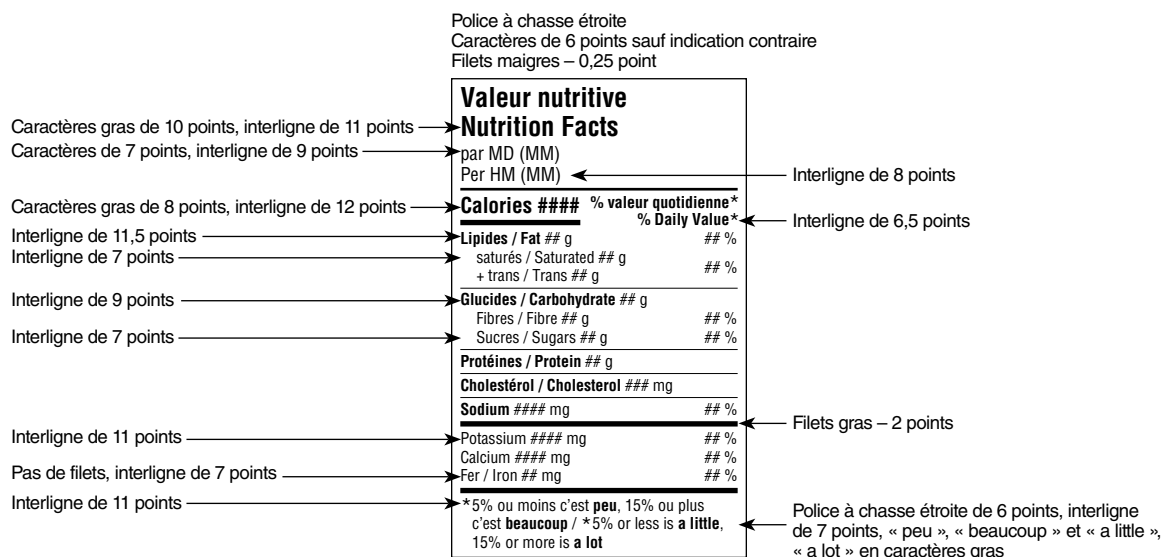 Police à chasse étroite
Caractères de 6 points sauf indication contraire
Filets maigres – 0,25 point
Valeur nutritive
Caractères gras de 10 points, interligne de 11 points
Nutrition Facts
Caractères de 7 points, interligne de 9 points
par MD (MM)
Per HM (MM)
Interligne de 8 points
Caractères gras de 8 points, interligne de 12 points
Calories ####
% valeur quotidienne*
% Daily Value*
Interligne de 6,5 points
Interligne de 11,5 points
Lipides / Fat ## g ## %
Interligne de 7 points
saturés / Saturated ## g
+ trans / Trans ## g
## %
Interligne de 9 points
Glucides / Carbohydrate ## g
Fibres / Fibre ## g ## %
Interligne de 7 points
Sucres / Sugars ## g ## %
Protéines / Protein ## g
Cholestérol / Cholesterol ### mg
Sodium #### mg ## %
Filets gras – 2 points
Interligne de 11 points
Potassium #### mg ## %
Calcium #### mg ## %
Pas de filets, interligne de 7 points
Fer / Iron ## mg ## %
Interligne de 11 points
*5% ou moins c’est peu, 15% ou plus
c’est beaucoup / *5% or less is a little,
15% or more is a lot
Police à chasse étroite de 6 points, interligne
de 7 points, « peu », « beaucoup » et « a little »,
« a lot » en caractères gras